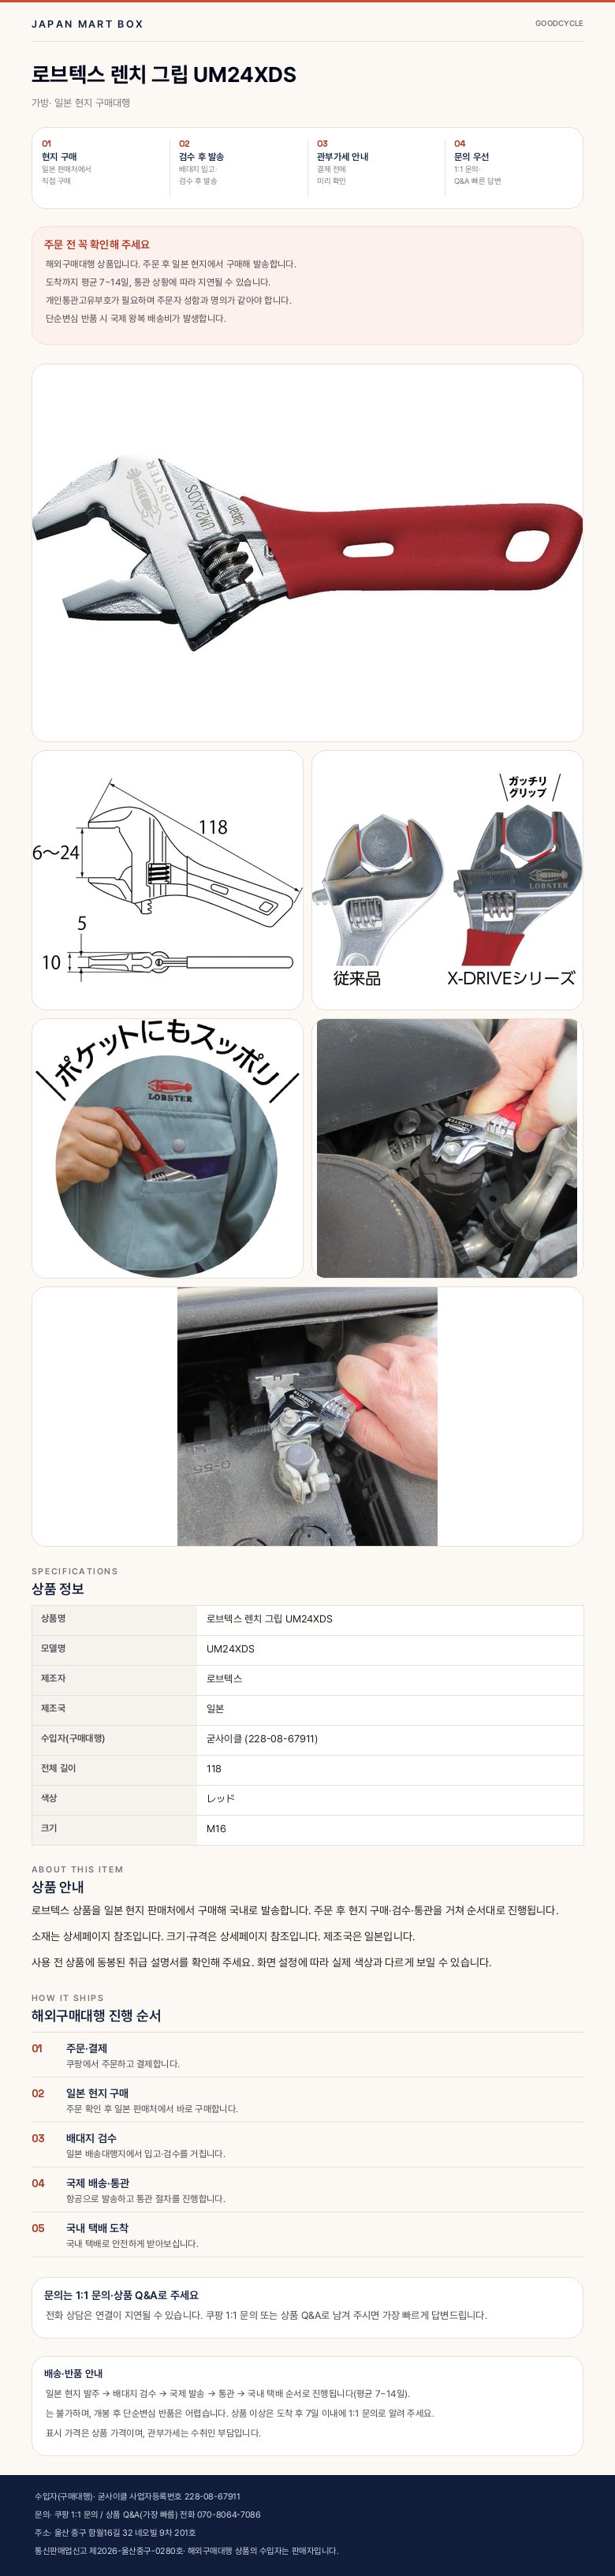 JAPAN MART BOX
GOODCYCLE
로브텍스 렌치 그립 UM24XDS
가방· 일본 현지 구매대행
01
현지 구매
일본 판매처에서
직접 구매
02
검수 후 발송
배대지 입고·
검수 후 발송
03
관부가세 안내
결제 전에
미리 확인
04
문의 우선
1:1 문의·
Q&A 빠른 답변
주문 전 꼭 확인해 주세요
해외구매대행 상품입니다. 주문 후 일본 현지에서 구매해 발송합니다.
도착까지 평균 7~14일, 통관 상황에 따라 지연될 수 있습니다.
개인통관고유부호가 필요하며 주문자 성함과 명의가 같아야 합니다.
단순변심 반품 시 국제 왕복 배송비가 발생합니다.
LOBSTER
UM24XDS
Japan
118
6～24
5
10
ガッチリ
グリップ
LOBSTER
従来品
X-DRIVEシリーズ
ポケットにもスッポリ
LOBSTER
SPECIFICATIONS
상품 정보
상품명
로브텍스 렌치 그립 UM24XDS
모델명
UM24XDS
제조자
로브텍스
제조국
일본
수입자(구매대행)
굳사이클 (228-08-67911)
전체 길이
118
색상
レッド
크기
M16
ABOUT THIS ITEM
상품 안내
로브텍스 상품을 일본 현지 판매처에서 구매해 국내로 발송합니다. 주문 후 현지 구매·검수·통관을 거쳐 순서대로 진행됩니다.
소재는 상세페이지 참조입니다. 크기·규격은 상세페이지 참조입니다. 제조국은 일본입니다.
사용 전 상품에 동봉된 취급 설명서를 확인해 주세요. 화면 설정에 따라 실제 색상과 다르게 보일 수 있습니다.
HOW IT SHIPS
해외구매대행 진행 순서
01
주문·결제
쿠팡에서 주문하고 결제합니다.
02
일본 현지 구매
주문 확인 후 일본 판매처에서 바로 구매합니다.
03
배대지 검수
일본 배송대행지에서 입고·검수를 거칩니다.
04
국제 배송·통관
항공으로 발송하고 통관 절차를 진행합니다.
05
국내 택배 도착
국내 택배로 안전하게 받아보십니다.
문의는 1:1 문의·상품 Q&A로 주세요
전화 상담은 연결이 지연될 수 있습니다. 쿠팡 1:1 문의 또는 상품 Q&A로 남겨 주시면 가장 빠르게 답변드립니다.
배송·반품 안내
일본 현지 발주 → 배대지 검수 → 국제 발송 → 통관 → 국내 택배 순서로 진행됩니다(평균 7~14일).
는 불가하며, 개봉 후 단순변심 반품은 어렵습니다. 상품 이상은 도착 후 7일 이내에 1:1 문의로 알려 주세요.
표시 가격은 상품 가격이며, 관부가세는 수취인 부담입니다.
수입자(구매대행)· 굳사이클 사업자등록번호 228-08-67911
문의· 쿠팡 1:1 문의 / 상품 Q&A(가장 빠름) 전화 070-8064-7086
주소· 울산 중구 함월16길 32 네오빌 9차 201호
통신판매업신고 제2026-울산중구-0280호· 해외구매대행 상품의 수입자는 판매자입니다.